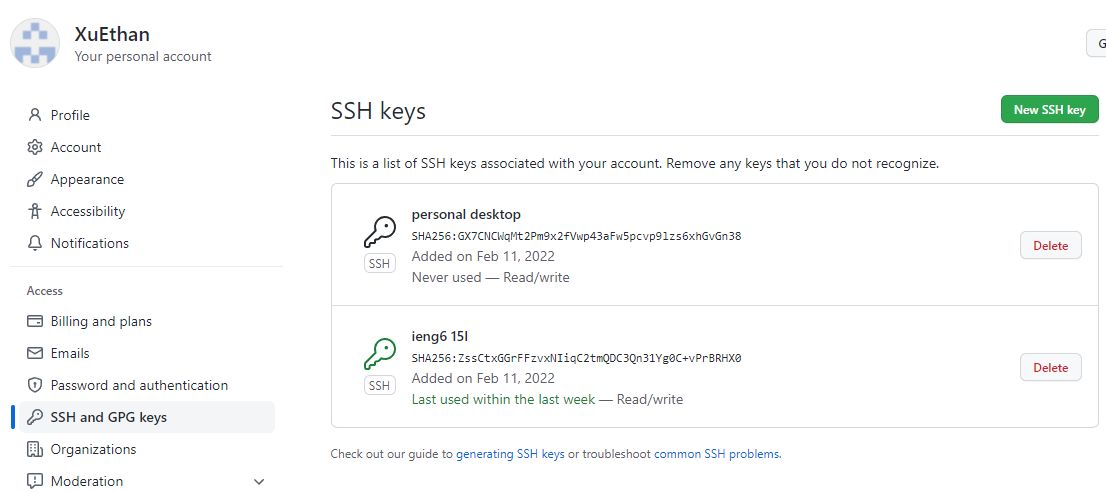 XuEthan
Your personal account
G
Profile
Account
Appearance
Accessibility
Notifications
Access
Billing and plans
Emails
Password and authentication
SSH and GPG keys
Organizations
Moderation
SSH keys
New SSH key
This is a list of SSH keys associated with your account. Remove any keys that you do not recognize.
personal desktop
SHA256:GX7CNCWqMt2Pm9x2fVwp43aFw5pcvp9lzs6xhGvGn38
Added on Feb 11, 2022
Never used — Read/write
SSH
Delete
ieng6 15l
SHA256:ZssCtxGGrFFzvxNIiqC2tmQDC3Qn31Yg0C+vPrBRHX0
Added on Feb 11, 2022
Last used within the last week — Read/write
SSH
Delete
Check out our guide to generating SSH keys or troubleshoot common SSH problems.